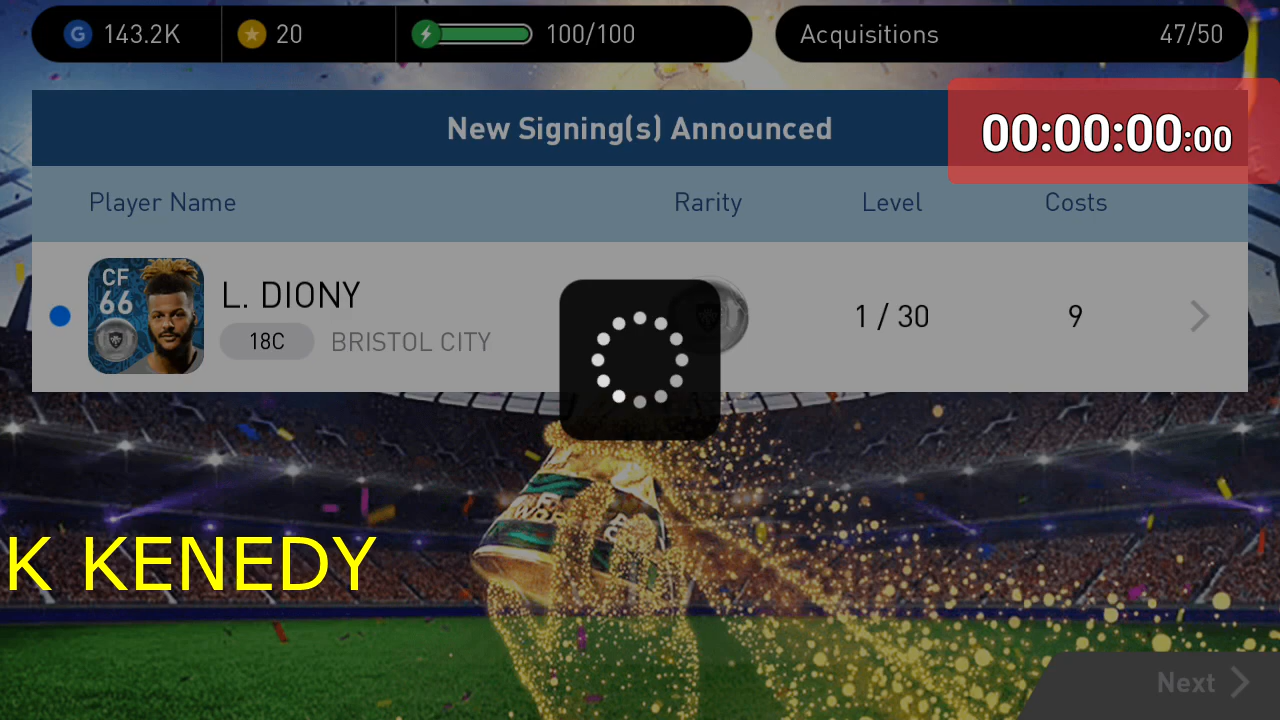 143.2K 20 100/100 Acquisitions 47/50
New Signing(s) Announced
00:00:00:00
Player Name Rarity Level Costs
CF
66
L. DIONY 1 / 30 9
18C BRISTOL CITY
K KENEDY
Next